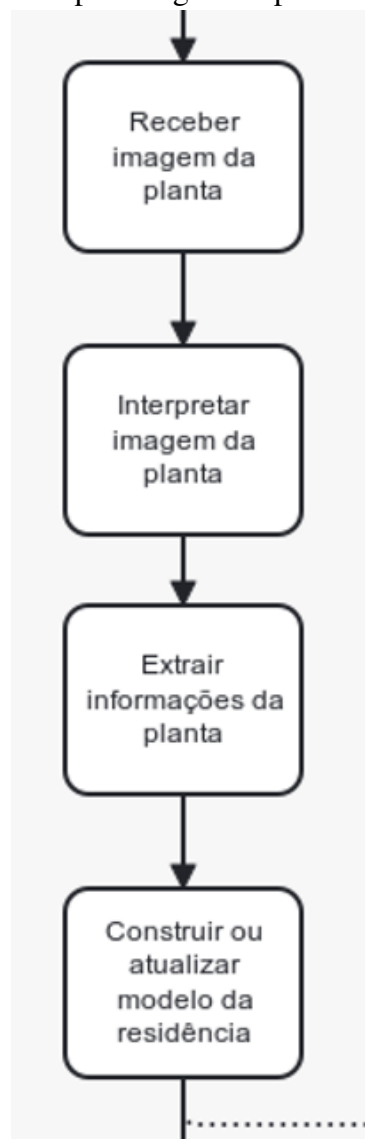 Receber
imagem da
planta
Interpretar
imagem da
planta
Extrair
informações da
planta
Construir ou
atualizar
modelo da
residência